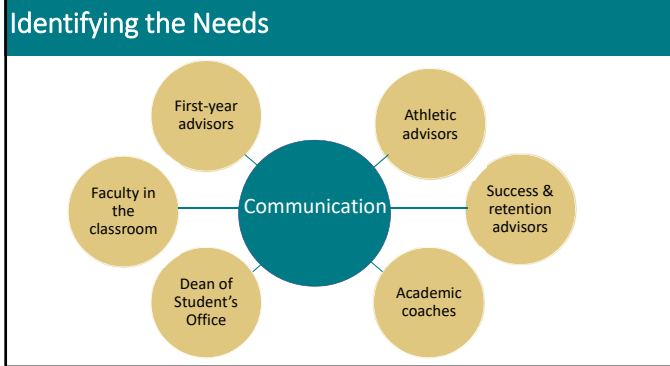 Identifying the Needs
First-year
advisors
Athletic
advisors
Faculty in
the
classroom
Communication
Success &
retention
advisors
Dean of
Student's
Office
Academic
coaches